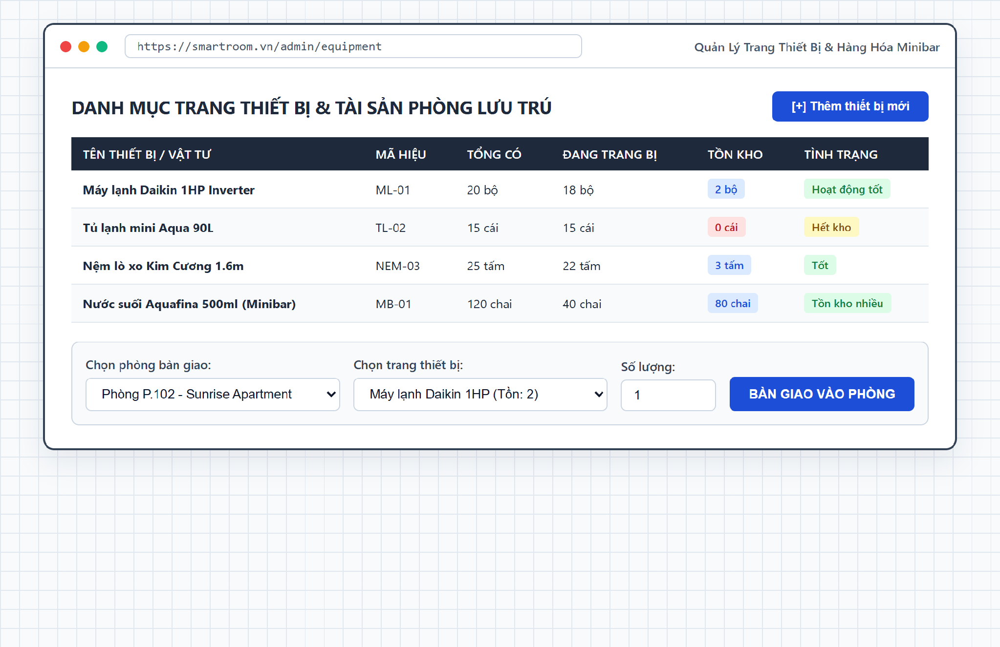 https://smartroom.vn/admin/equipment
Quản Lý Trang Thiết Bị & Hàng Hóa Minibar
DANH MỤC TRANG THIẾT BỊ & TÀI SẢN PHÒNG LƯU TRÚ
[+] Thêm thiết bị mới
TÊN THIẾT BỊ / VẬT TƯ MÃ HIỆU TỔNG CÓ ĐANG TRANG BỊ TỒN KHO TÌNH TRẠNG
Máy lạnh Daikin 1HP Inverter ML-01 20 bộ 18 bộ 2 bộ Hoạt động tốt
Tủ lạnh mini Aqua 90L TL-02 15 cái 15 cái 0 cái Hết kho
Nệm lò xo Kim Cương 1.6m NEM-03 25 tấm 22 tấm 3 tấm Tốt
Nước suối Aquafina 500ml (Minibar) MB-01 120 chai 40 chai 80 chai Tồn kho nhiều
Chọn phòng bàn giao: Chọn trang thiết bị: Số lượng:
Phòng P.102 - Sunrise Apartment Máy lạnh Daikin 1HP (Tồn: 2) 1 BÀN GIAO VÀO PHÒNG